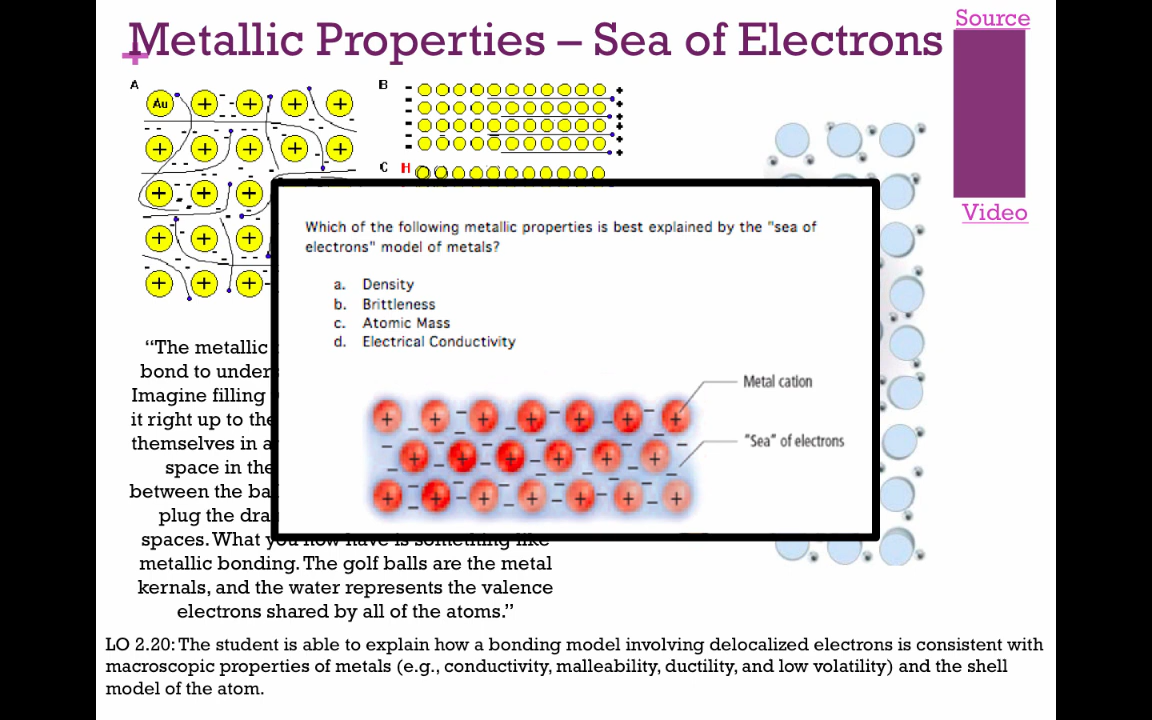 Metallic Properties – Sea of Electrons
Source
Video
A
B
C
H
Au
Which of the following metallic properties is best explained by the "sea of
electrons" model of metals?
a. Density
b. Brittleness
c. Atomic Mass
d. Electrical Conductivity
Metal cation
"Sea" of electrons
“The metallic
bond to
Imagine filling
it right up to the
themselves in
space in the
between the
plug the
spaces. What you now have is something like
metallic bonding. The golf balls are the metal
kernals, and the water represents the valence
electrons shared by all of the atoms.”
LO 2.20: The student is able to explain how a bonding model involving delocalized electrons is consistent with
macroscopic properties of metals (e.g., conductivity, malleability, ductility, and low volatility) and the shell
model of the atom.